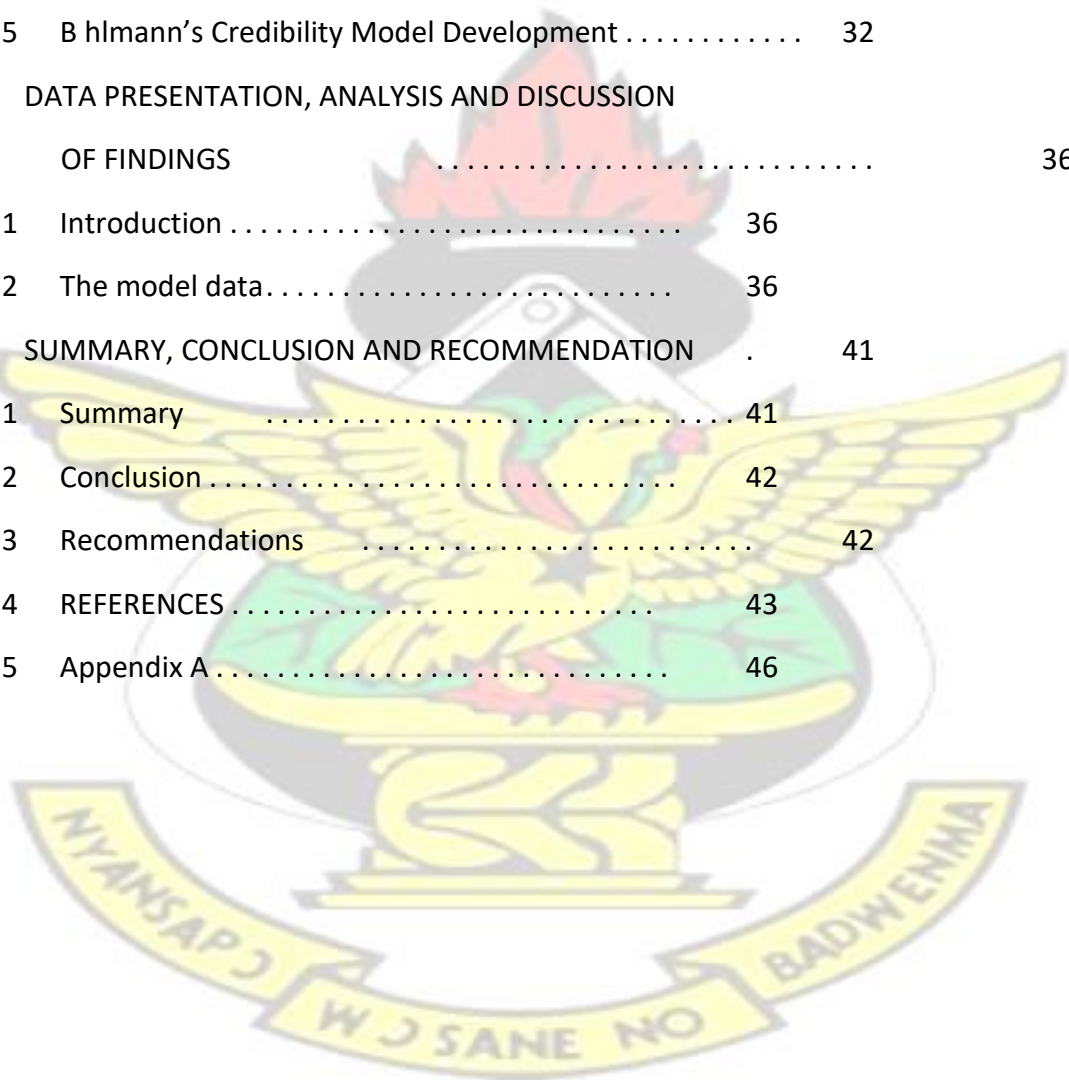 5 B hlmann’s Credibility Model Development . . . . . . . . . . . . 32
DATA PRESENTATION, ANALYSIS AND DISCUSSION
OF FINDINGS . . . . . . . . . . . . . . . . . . . . . . . . . . . . . 36
1 Introduction . . . . . . . . . . . . . . . . . . . . . . . . . . . . . . 36
2 The model data. . . . . . . . . . . . . . . . . . . . . . . . . . . 36
SUMMARY, CONCLUSION AND RECOMMENDATION . 41
1 Summary . . . . . . . . . . . . . . . . . . . . . . . . . . . . . . . 41
2 Conclusion . . . . . . . . . . . . . . . . . . . . . . . . . . . . . . . 42
3 Recommendations . . . . . . . . . . . . . . . . . . . . . . . . . . 42
4 REFERENCES . . . . . . . . . . . . . . . . . . . . . . . . . . . . 43
5 Appendix A . . . . . . . . . . . . . . . . . . . . . . . . . . . . . . 46
NYANSAPƆ
WƆSANE NO
BADWENMA